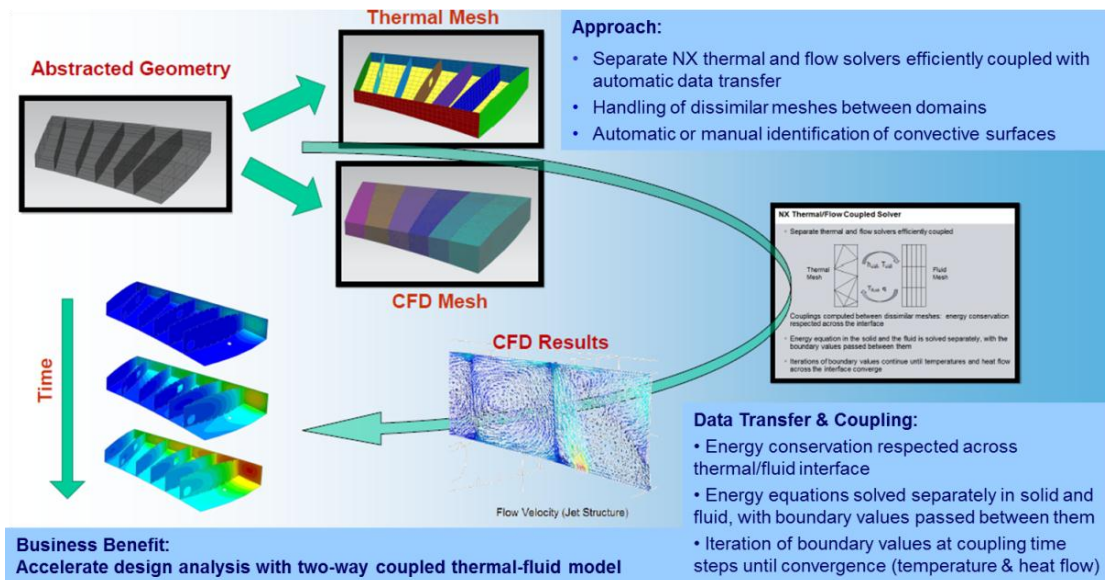 Thermal Mesh
Abstracted Geometry
CFD Mesh
Approach:
• Separate NX thermal and flow solvers efficiently coupled with
automatic data transfer
• Handling of dissimilar meshes between domains
• Automatic or manual identification of convective surfaces
NX Thermal/Flow Coupled Solver
• Separate thermal and flow solvers efficiently coupled
Thermal
Mesh
Fluid
Mesh
Couplings computed between dissimilar meshes: energy conservation
respected across the interface
• Energy equation in the solid and the fluid is solved separately, with the
boundary values passed between them
• Iterations of boundary values continue until temperatures and heat flow
across the interface converge
Time
CFD Results
Flow Velocity (Jet Structure)
Data Transfer & Coupling:
• Energy conservation respected across
thermal/fluid interface
• Energy equations solved separately in solid and
fluid, with boundary values passed between them
• Iteration of boundary values at coupling time
steps until convergence (temperature & heat flow)
Business Benefit:
Accelerate design analysis with two-way coupled thermal-fluid model